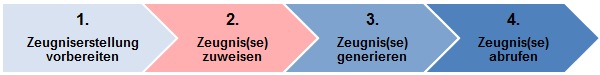 1.
Zeugniserstellung
vorbereiten
2.
Zeugnis(se)
zuweisen
3.
Zeugnis(se)
generieren
4.
Zeugnis(se)
abrufen